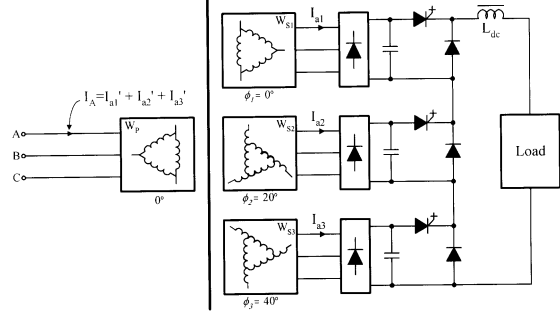 I_A=I_a1' + I_a2' + I_a3'
A
B
C
W_P
0°
W_S1
I_a1
ϕ_1= 0°
W_S2
I_a2
ϕ_2= 20°
W_S3
I_a3
ϕ_3= 40°
+
+
+
L_dc
Load